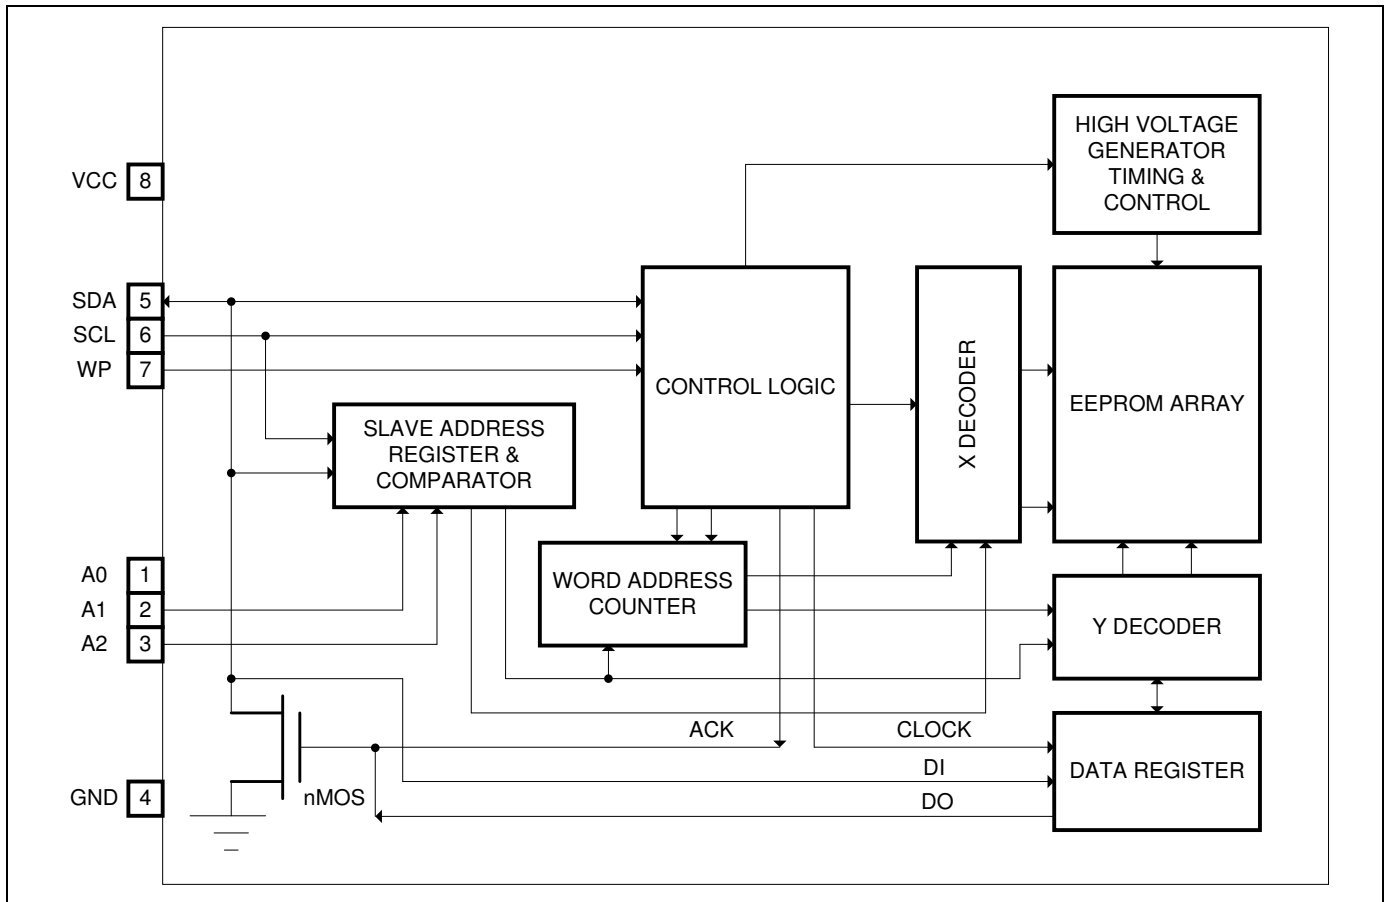 HIGH VOLTAGE
GENERATOR
TIMING &
CONTROL
VCC 8
SDA 5
SCL 6
WP 7
CONTROL LOGIC
X DECODER
EEPROM ARRAY
SLAVE ADDRESS
REGISTER &
COMPARATOR
A0 1
A1 2
A2 3
WORD ADDRESS
COUNTER
Y DECODER
ACK
CLOCK
DI
DO
DATA REGISTER
GND 4
nMOS